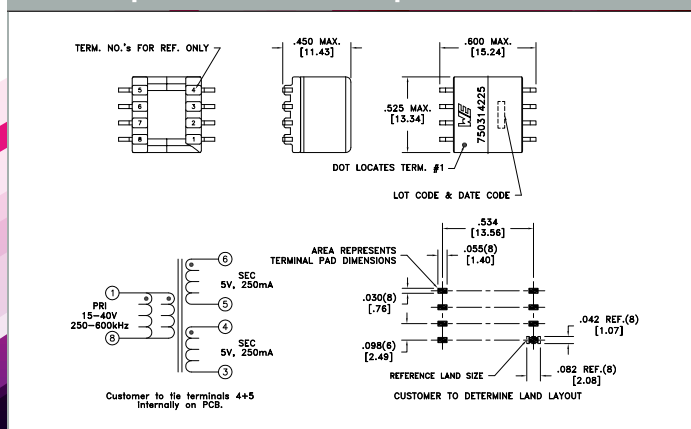 TERM. NO.'s FOR REF. ONLY
5
6
7
8
4
3
2
1
.450 MAX.
[11.43]
.600 MAX.
[15.24]
.525 MAX.
[13.34]
WE
750314225
DOT LOCATES TERM. #1
LOT CODE & DATE CODE
1
PRI
15-40V
250-600kHz
8
6
SEC
5V, 250mA
5
4
SEC
5V, 250mA
3
Customer to tie terminals 4+5
internally on PCB.
.534
[13.56]
AREA REPRESENTS
TERMINAL PAD DIMENSIONS
.055(8)
[1.40]
.030(8)
[.76]
.098(6)
[2.49]
.042 REF.(8)
[1.07]
.082 REF.(8)
[2.08]
REFERENCE LAND SIZE
CUSTOMER TO DETERMINE LAND LAYOUT